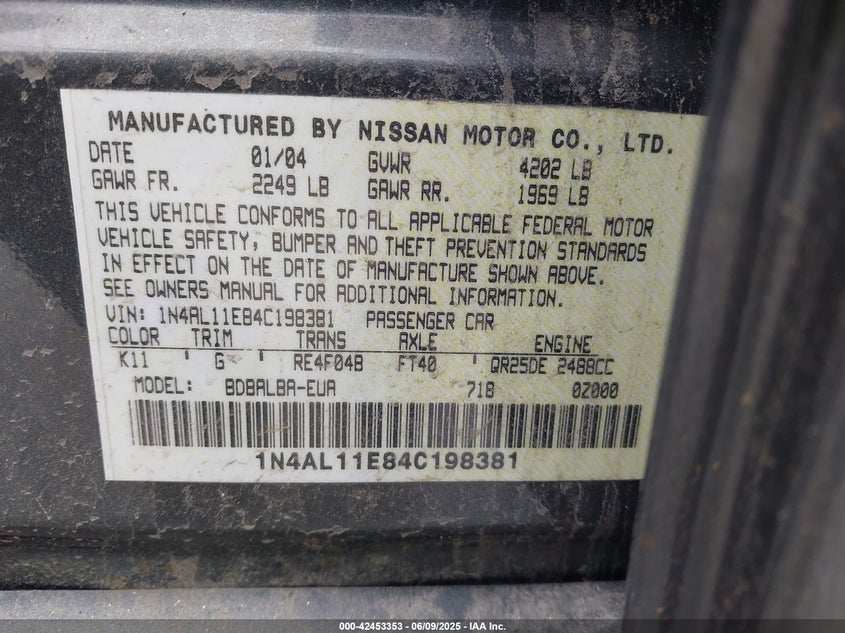 MANUFACTURED BY NISSAN MOTOR CO., LTD.
DATE 01/04 GVWR 4202 LB
GAWR FR. 2249 LB GAWR RR. 1969 LB
THIS VEHICLE CONFORMS TO ALL APPLICABLE FEDERAL MOTOR
VEHICLE SAFETY, BUMPER AND THEFT PREVENTION STANDARDS
IN EFFECT ON THE DATE OF MANUFACTURE SHOWN ABOVE.
SEE OWNERS MANUAL FOR ADDITIONAL INFORMATION.
VIN: 1N4AL11E84C198381 PASSENGER CAR
COLOR TRIM TRANS AXLE ENGINE
K11 ' G ' RE4F04B FT40 QR25DE 2488CC
MODEL: BDBALBA-EUA 718 0Z000
1N4AL11E84C198381
000-42453353 | 06/09/2025 | IAA Inc.